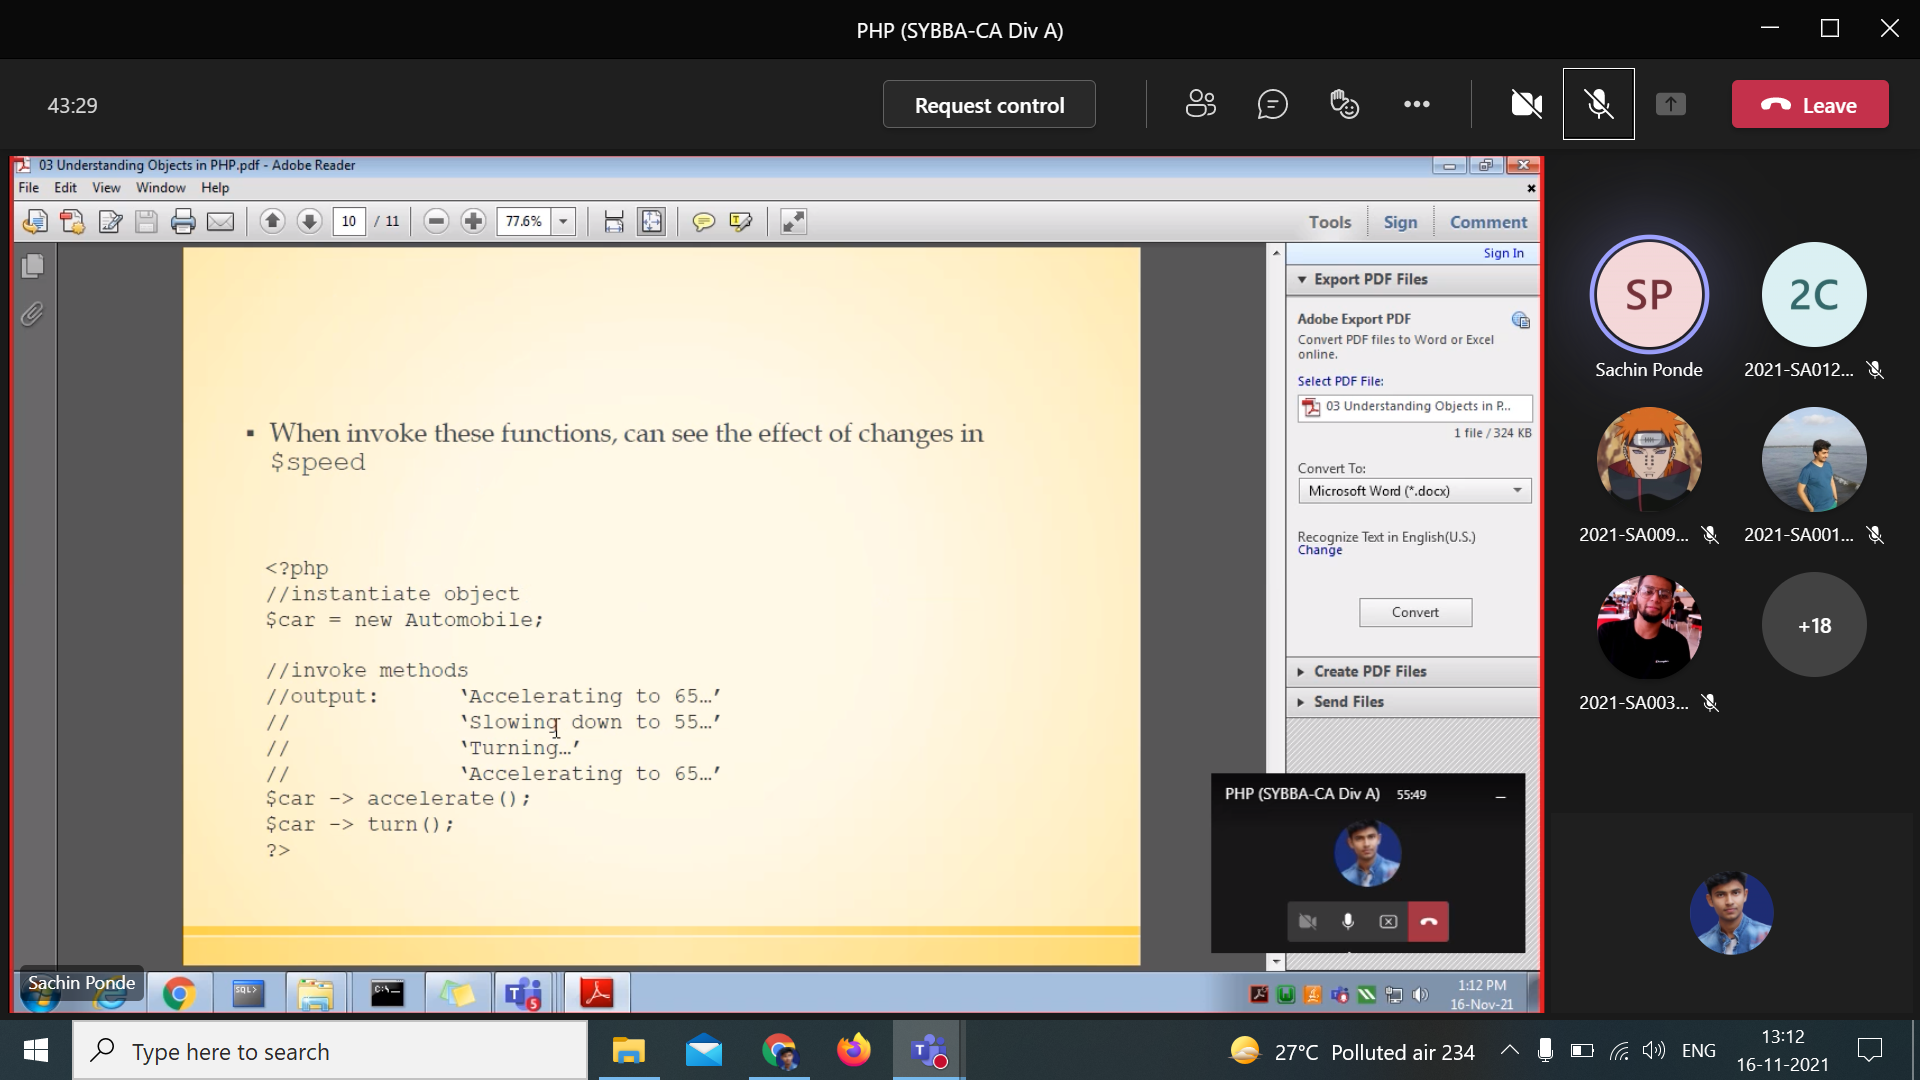 PHP (SYBBA-CA Div A)
43:29
Request control
Leave
03 Understanding Objects in PHP.pdf - Adobe Reader
File Edit View Window Help
10 / 11
77.6%
Tools Sign Comment
Sign In
Export PDF Files
Adobe Export PDF
Convert PDF files to Word or Excel
online.
Select PDF File:
03 Understanding Objects in P...
1 file / 324 KB
Convert To:
Microsoft Word (*.docx)
Recognize Text in English(U.S.)
Change
Convert
Create PDF Files
Send Files
▪ When invoke these functions, can see the effect of changes in
$speed
<?php
//instantiate object
$car = new Automobile;
//invoke methods
//output: ‘Accelerating to 65…’
// ‘Slowing down to 55…’
// ‘Turning…’
// ‘Accelerating to 65…’
$car -> accelerate();
$car -> turn();
?>
PHP (SYBBA-CA Div A) 55:49
SP
Sachin Ponde
2C
2021-SA012...
2021-SA009...
2021-SA001...
2021-SA003...
+18
Sachin Ponde
SQL>
C:\
5
1:12 PM
16-Nov-21
Type here to search
27°C Polluted air 234
ENG
13:12
16-11-2021